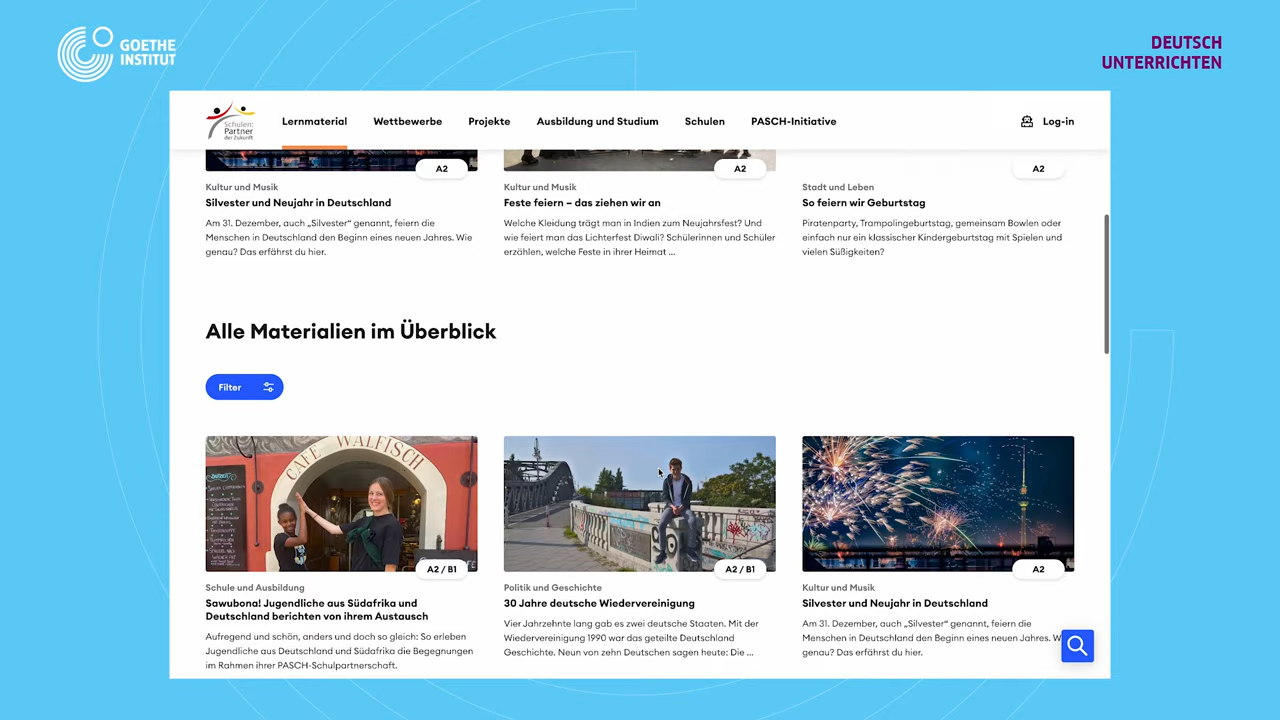 GOETHE
INSTITUT
DEUTSCH
UNTERRICHTEN
Schulen:
Partner
der Zukunft
Lernmaterial
Wettbewerbe
Projekte
Ausbildung und Studium
Schulen
PASCH-Initiative
Log-in
A2
Kultur und Musik
Silvester und Neujahr in Deutschland
Am 31. Dezember, auch „Silvester“ genannt, feiern die
Menschen in Deutschland den Beginn eines neuen Jahres. Wie
genau? Das erfährst du hier.
A2
Kultur und Musik
Feste feiern – das ziehen wir an
Welche Kleidung trägt man in Indien zum Neujahrsfest? Und
wie feiert man das Lichterfest Diwali? Schülerinnen und Schüler
erzählen, welche Feste in ihrer Heimat ...
A2
Stadt und Leben
So feiern wir Geburtstag
Piratenparty, Trampolingeburtstag, gemeinsam Bowlen oder
einfach nur ein klassischer Kindergeburtstag mit Spielen und
vielen Süßigkeiten?
Alle Materialien im Überblick
Filter
CAFE WALFISCH
A2 / B1
Schule und Ausbildung
Sawubona! Jugendliche aus Südafrika und
Deutschland berichten von ihrem Austausch
Aufregend und schön, anders und doch so gleich: So erleben
Jugendliche aus Deutschland und Südafrika die Begegnungen
im Rahmen ihrer PASCH-Schulpartnerschaft.
A2 / B1
Politik und Geschichte
30 Jahre deutsche Wiedervereinigung
Vier Jahrzehnte lang gab es zwei deutsche Staaten. Mit der
Wiedervereinigung 1990 war das geteilte Deutschland
Geschichte. Neun von zehn Deutschen sagen heute: Die ...
A2
Kultur und Musik
Silvester und Neujahr in Deutschland
Am 31. Dezember, auch „Silvester“ genannt, feiern die
Menschen in Deutschland den Beginn eines neuen Jahres. W
genau? Das erfährst du hier.